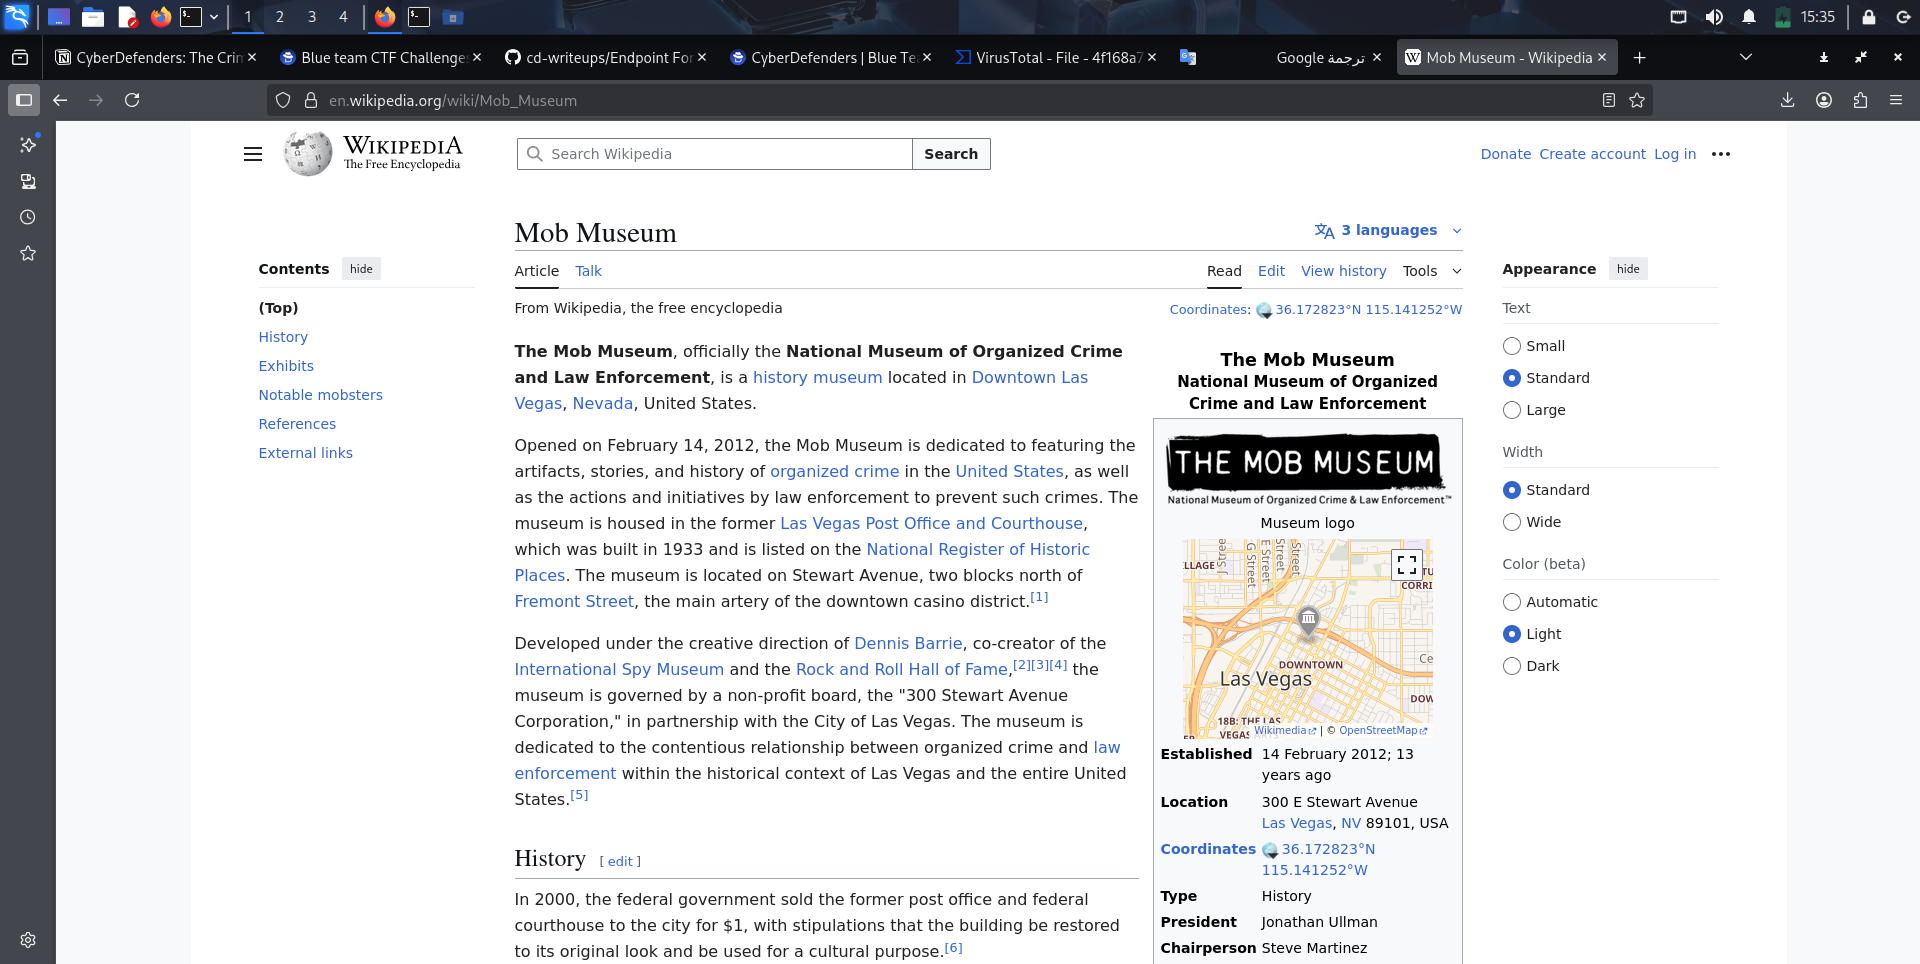 1 2 3 4 15:35
CyberDefenders: The Crim Blue team CTF Challenges cd-writeups/Endpoint For CyberDefenders | Blue Te VirusTotal - File - 4f168a7 ترجمة Google Mob Museum - Wikipedia
en.wikipedia.org/wiki/Mob_Museum
WIKIPEDIA
The Free Encyclopedia
Search Wikipedia Search
Donate Create account Log in
Mob Museum
3 languages
Article Talk Read Edit View history Tools
From Wikipedia, the free encyclopedia
Coordinates: 36.172823°N 115.141252°W
Contents hide
(Top)
History
Exhibits
Notable mobsters
References
External links
The Mob Museum, officially the National Museum of Organized Crime
and Law Enforcement, is a history museum located in Downtown Las
Vegas, Nevada, United States.
Opened on February 14, 2012, the Mob Museum is dedicated to featuring the
artifacts, stories, and history of organized crime in the United States, as well
as the actions and initiatives by law enforcement to prevent such crimes. The
museum is housed in the former Las Vegas Post Office and Courthouse,
which was built in 1933 and is listed on the National Register of Historic
Places. The museum is located on Stewart Avenue, two blocks north of
Fremont Street, the main artery of the downtown casino district.[1]
Developed under the creative direction of Dennis Barrie, co-creator of the
International Spy Museum and the Rock and Roll Hall of Fame,[2][3][4] the
museum is governed by a non-profit board, the "300 Stewart Avenue
Corporation," in partnership with the City of Las Vegas. The museum is
dedicated to the contentious relationship between organized crime and law
enforcement within the historical context of Las Vegas and the entire United
States.[5]
History [ edit ]
In 2000, the federal government sold the former post office and federal
courthouse to the city for $1, with stipulations that the building be restored
to its original look and be used for a cultural purpose.[6]
The Mob Museum
National Museum of Organized
Crime and Law Enforcement
THE MOB MUSEUM
National Museum of Organized Crime & Law Enforcement™
Museum logo
J Stree
G Street
E Street
Street
Street
LLAGE
TU
CORRI
DOWNTOWN
Ce
Las Vegas
DOW
18B: THE LAS
VEGAS
ER
Wikimedia | © OpenStreetMap
Established 14 February 2012; 13
years ago
Location 300 E Stewart Avenue
Las Vegas, NV 89101, USA
Coordinates 36.172823°N
115.141252°W
Type History
President Jonathan Ullman
Chairperson Steve Martinez
Appearance hide
Text
Small
Standard
Large
Width
Standard
Wide
Color (beta)
Automatic
Light
Dark